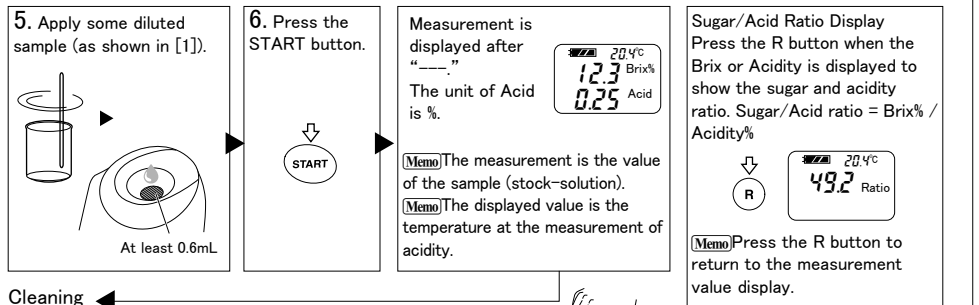 5. Apply some diluted
sample (as shown in [1]).
At least 0.6mL
6. Press the
START button.
START
Measurement is
displayed after
“---.”
The unit of Acid
is %.
20.4℃
12.3 Brix%
0.25 Acid
Memo The measurement is the value
of the sample (stock-solution).
Memo The displayed value is the
temperature at the measurement of
acidity.
Sugar/Acid Ratio Display
Press the R button when the
Brix or Acidity is displayed to
show the sugar and acidity
ratio. Sugar/Acid ratio = Brix% /
Acidity%
R
20.4℃
49.2 Ratio
Memo Press the R button to
return to the measurement
value display.
Cleaning